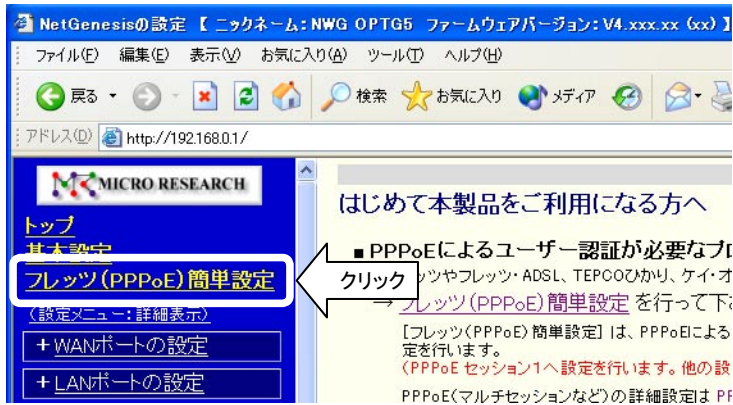 NetGenesisの設定 【 ニックネーム：NWG OPTG5 ファームウェアバージョン：V4.xxx.xx (xx) 】
ファイル(F) 編集(E) 表示(V) お気に入り(A) ツール(T) ヘルプ(H)
戻る 検索 お気に入り メディア
アドレス(D) http://192.168.0.1/
MICRO RESEARCH
トップ
基本設定
フレッツ(PPPoE)簡単設定
(設定メニュー：詳細表示)
+WANポートの設定
+LANポートの設定
クリック
はじめて本製品をご利用になる方へ
■PPPoEによるユーザー認証が必要なプロ
ッツやフレッツ・ADSL、TEPCOひかり、ケイ・オ
→ フレッツ(PPPoE)簡単設定 を行って下
[フレッツ(PPPoE)簡単設定] は、PPPoEによる
定を行います。
(PPPoE セッション1へ設定を行います。他の設
PPPoE(マルチセッションなど)の詳細設定は PP